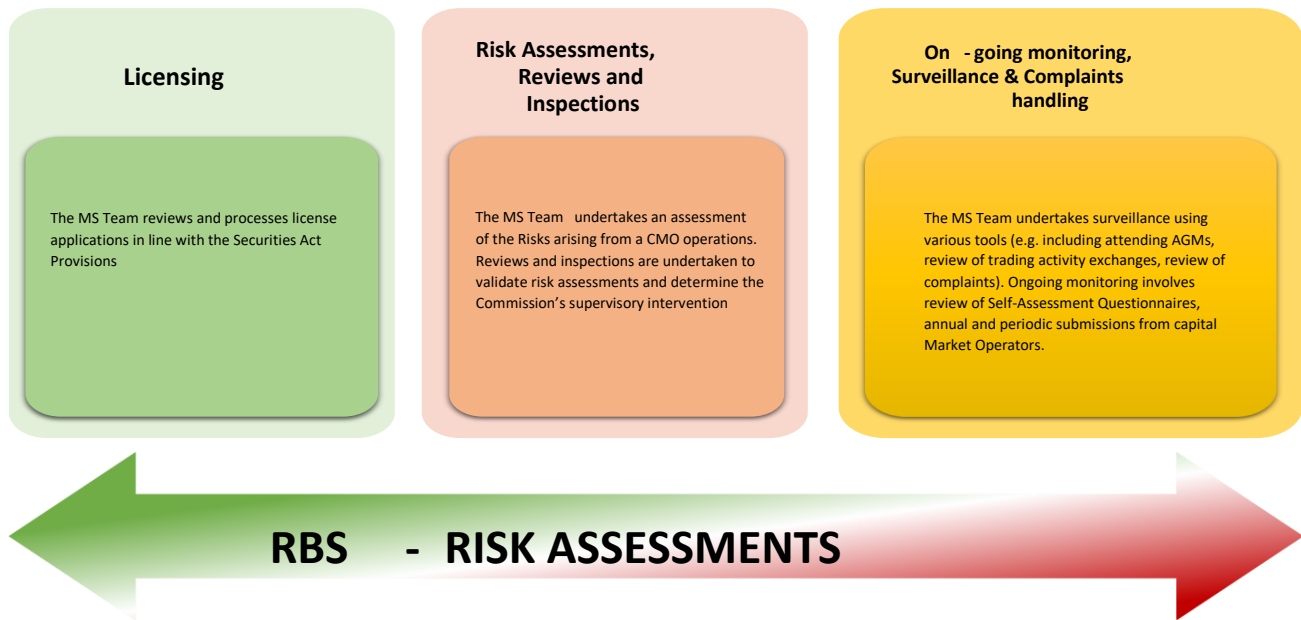 Licensing
The MS Team reviews and processes license
applications in line with the Securities Act
Provisions
Risk Assessments,
Reviews and
Inspections
The MS Team undertakes an assessment
of the Risks arising from a CMO operations.
Reviews and inspections are undertaken to
validate risk assessments and determine the
Commission’s supervisory intervention
On - going monitoring,
Surveillance & Complaints
handling
The MS Team undertakes surveillance using
various tools (e.g. including attending AGMs,
review of trading activity exchanges, review of
complaints). Ongoing monitoring involves
review of Self-Assessment Questionnaires,
annual and periodic submissions from capital
Market Operators.
RBS - RISK ASSESSMENTS